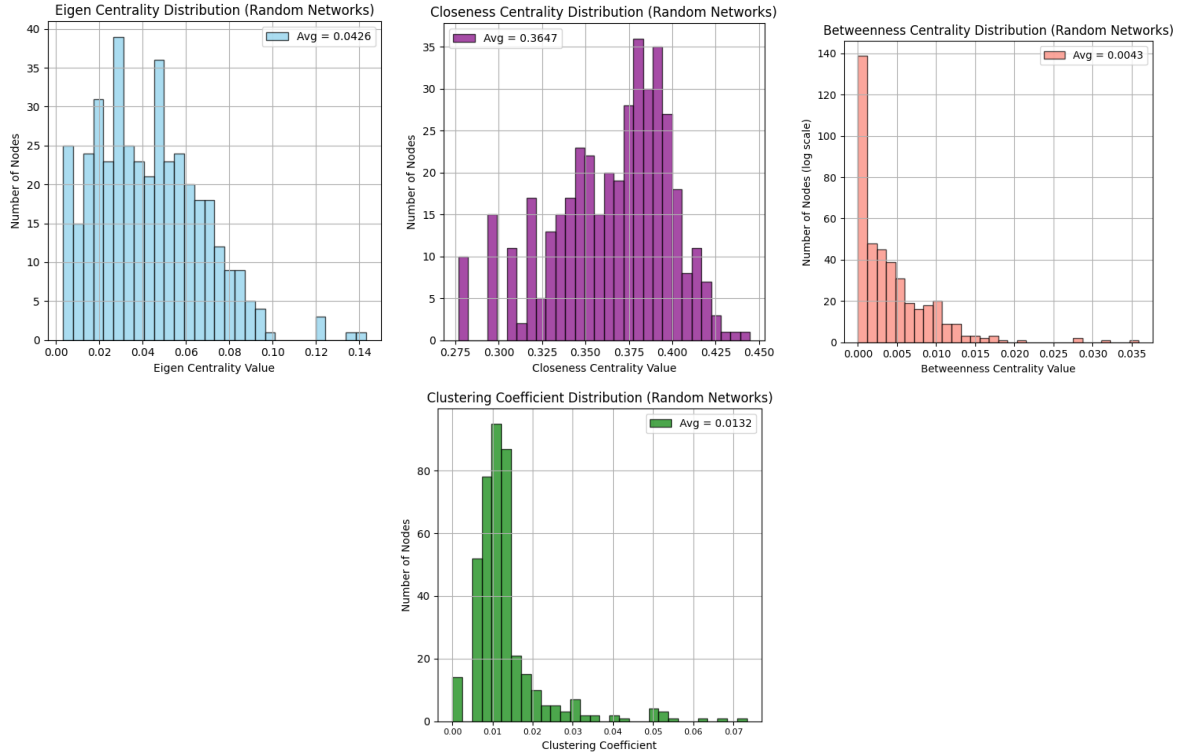 Eigen Centrality Distribution (Random Networks)
Avg = 0.0426
40
35
30
25
20
15
10
5
0
Number of Nodes
0.00 0.02 0.04 0.06 0.08 0.10 0.12 0.14
Eigen Centrality Value
Closeness Centrality Distribution (Random Networks)
Avg = 0.3647
35
30
25
20
15
10
5
0
Number of Nodes
0.275 0.300 0.325 0.350 0.375 0.400 0.425 0.450
Closeness Centrality Value
Betweenness Centrality Distribution (Random Networks)
Avg = 0.0043
140
120
100
80
60
40
20
0
Number of Nodes (log scale)
0.000 0.005 0.010 0.015 0.020 0.025 0.030 0.035
Betweenness Centrality Value
Clustering Coefficient Distribution (Random Networks)
Avg = 0.0132
80
60
40
20
0
Number of Nodes
0.00 0.01 0.02 0.03 0.04 0.05 0.06 0.07
Clustering Coefficient